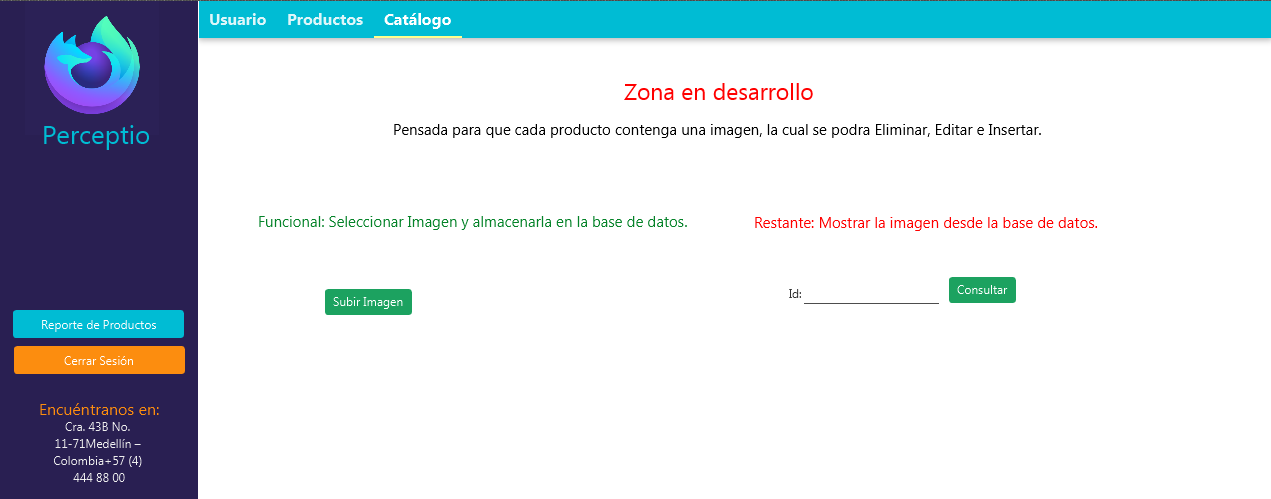 Perceptio
Reporte de Productos
Cerrar Sesión
Encuéntranos en:
Cra. 43B No.
11-71Medellín –
Colombia+57 (4)
444 88 00
Usuario Productos Catálogo
Zona en desarrollo
Pensada para que cada producto contenga una imagen, la cual se podra Eliminar, Editar e Insertar.
Funcional: Seleccionar Imagen y almacenarla en la base de datos.
Subir Imagen
Restante: Mostrar la imagen desde la base de datos.
Id:
Consultar